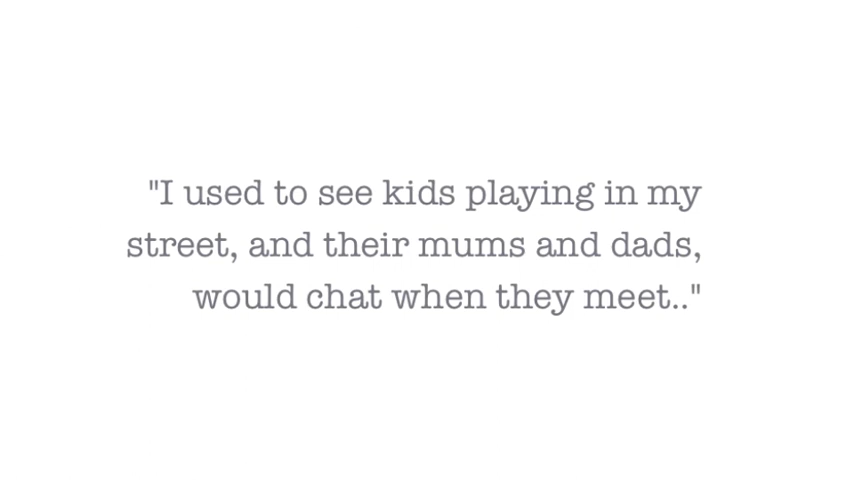 "I used to see kids playing in my
street, and their mums and dads,
would chat when they meet.."